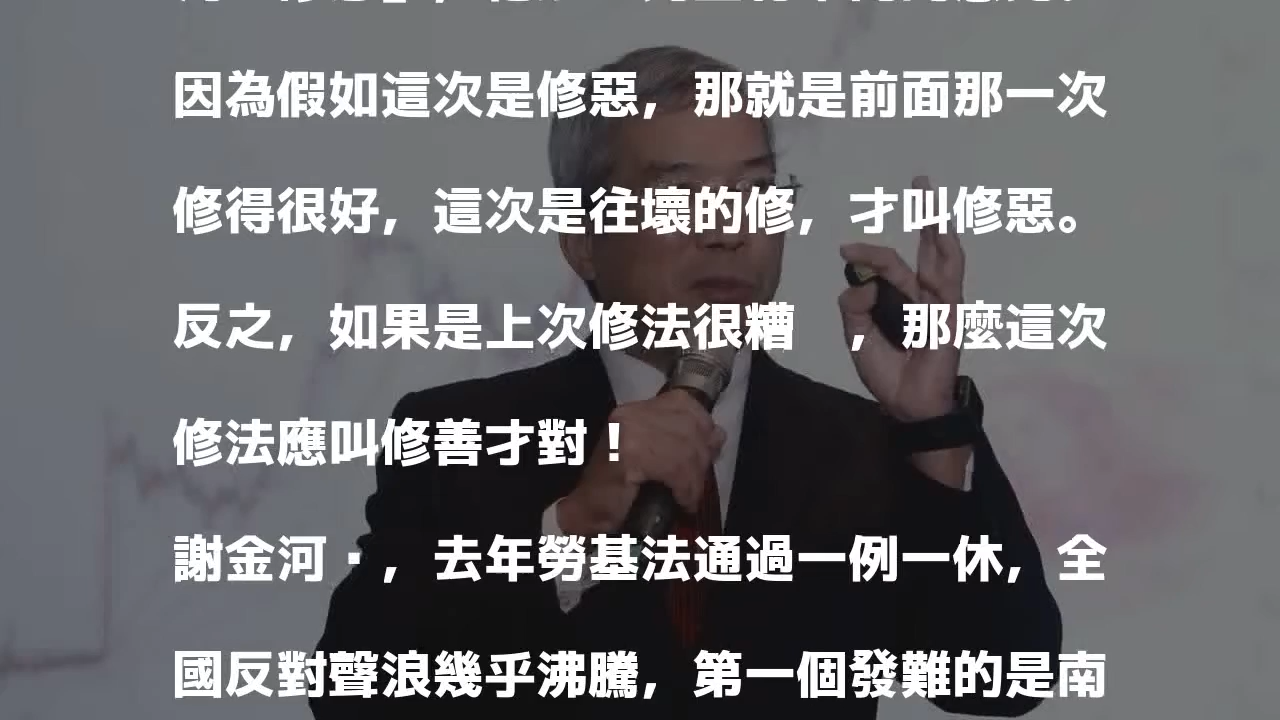 因為假如這次是修惡，那就是前面那一次
修得很好，這次是往壞的修，才叫修惡。
反之，如果是上次修法很糟　，那麼這次
修法應叫修善才對！
謝金河·，去年勞基法通過一例一休，全
國反對聲浪幾乎沸騰，第一個發難的是南